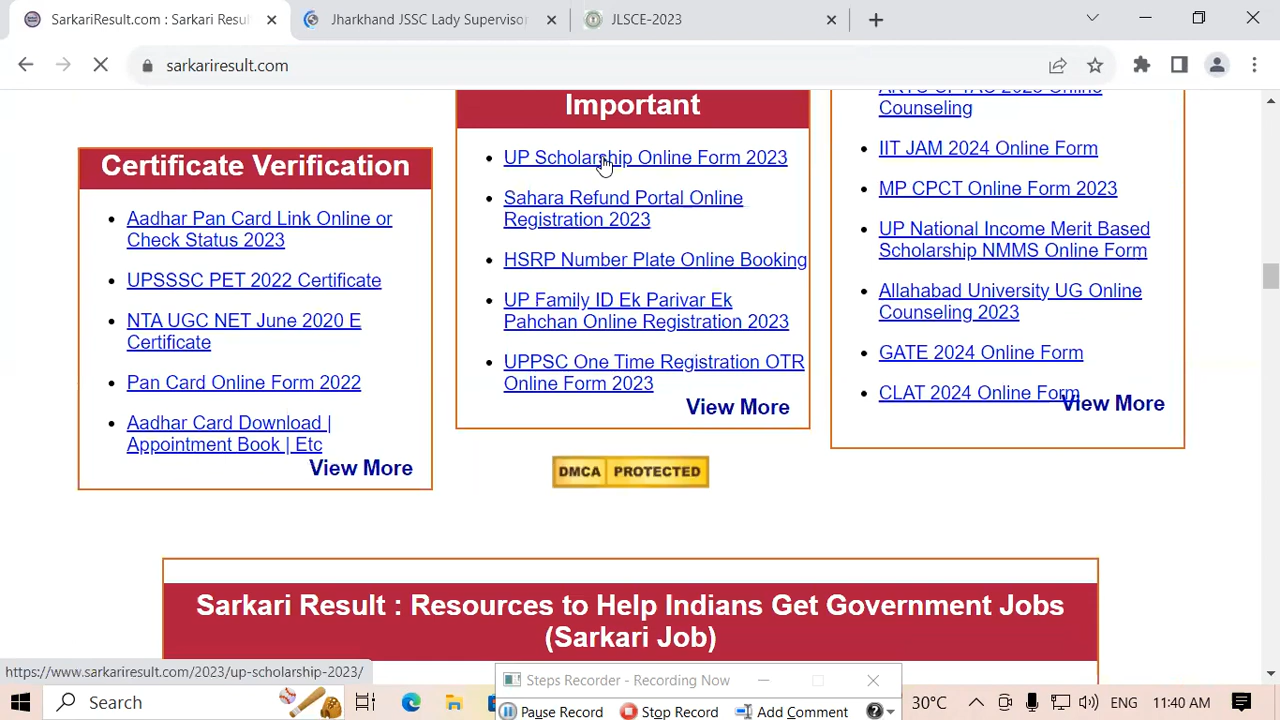 SarkariResult.com : Sarkari Resu
Jharkhand JSSC Lady Supervisor
JLSCE-2023
sarkariresult.com
Certificate Verification
Aadhar Pan Card Link Online or
Check Status 2023
UPSSSC PET 2022 Certificate
NTA UGC NET June 2020 E
Certificate
Pan Card Online Form 2022
Aadhar Card Download |
Appointment Book | Etc
View More
Important
UP Scholarship Online Form 2023
Sahara Refund Portal Online
Registration 2023
HSRP Number Plate Online Booking
UP Family ID Ek Parivar Ek
Pahchan Online Registration 2023
UPPSC One Time Registration OTR
Online Form 2023
View More
DMCA PROTECTED
Counseling
IIT JAM 2024 Online Form
MP CPCT Online Form 2023
UP National Income Merit Based
Scholarship NMMS Online Form
Allahabad University UG Online
Counseling 2023
GATE 2024 Online Form
CLAT 2024 Online Form
View More
Sarkari Result : Resources to Help Indians Get Government Jobs
(Sarkari Job)
https://www.sarkariresult.com/2023/up-scholarship-2023/
Steps Recorder - Recording Now
Pause Record
Stop Record
Add Comment
Search
30°C
ENG
11:40 AM